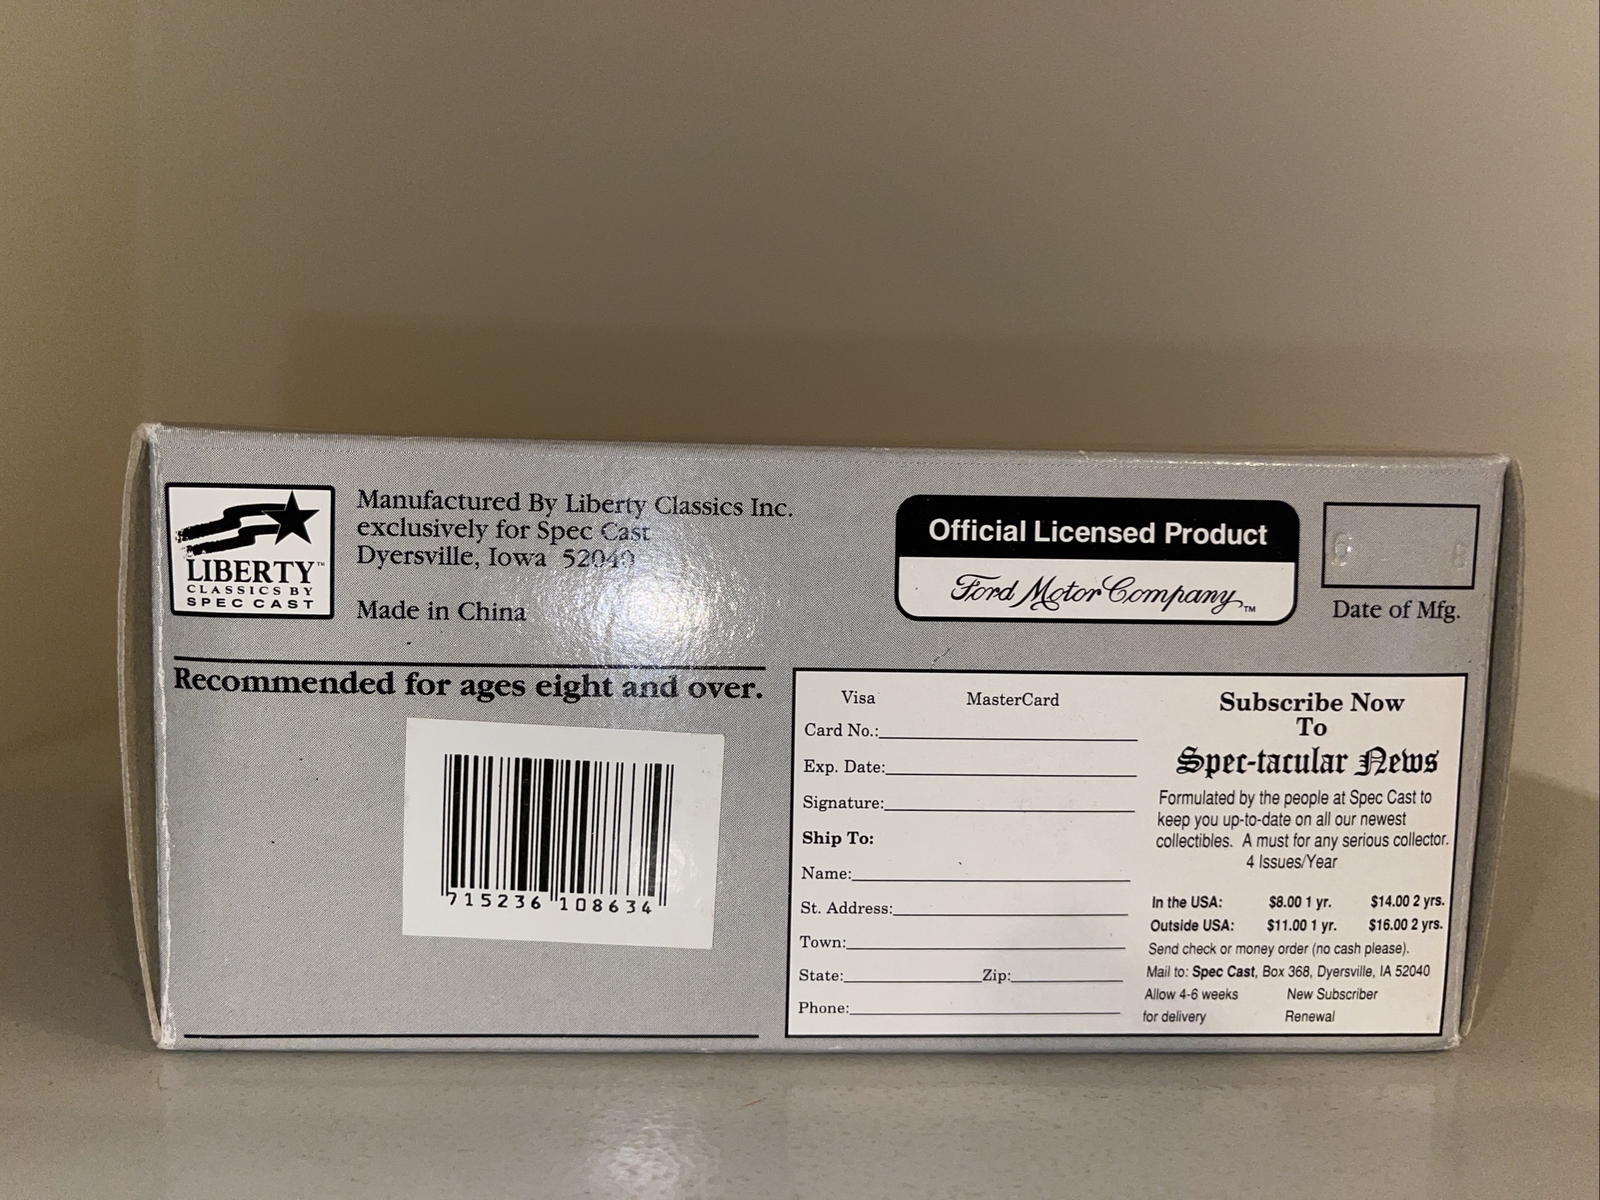 LIBERTY™
CLASSICS BY
SPEC CAST
Manufactured By Liberty Classics Inc.
exclusively for Spec Cast
Dyersville, Iowa 52040
Made in China
Official Licensed Product
Ford Motor Company™
Date of Mfg.
Recommended for ages eight and over.
715236 108634
Visa MasterCard
Card No.:
Exp. Date:
Signature:
Ship To:
Name:
St. Address:
Town:
State: Zip:
Phone:
Subscribe Now
To
Spec-tacular News
Formulated by the people at Spec Cast to
keep you up-to-date on all our newest
collectibles. A must for any serious collector.
4 Issues/Year
In the USA: $8.00 1 yr. $14.00 2 yrs.
Outside USA: $11.00 1 yr. $16.00 2 yrs.
Send check or money order (no cash please).
Mail to: Spec Cast, Box 368, Dyersville, IA 52040
Allow 4-6 weeks New Subscriber
for delivery Renewal